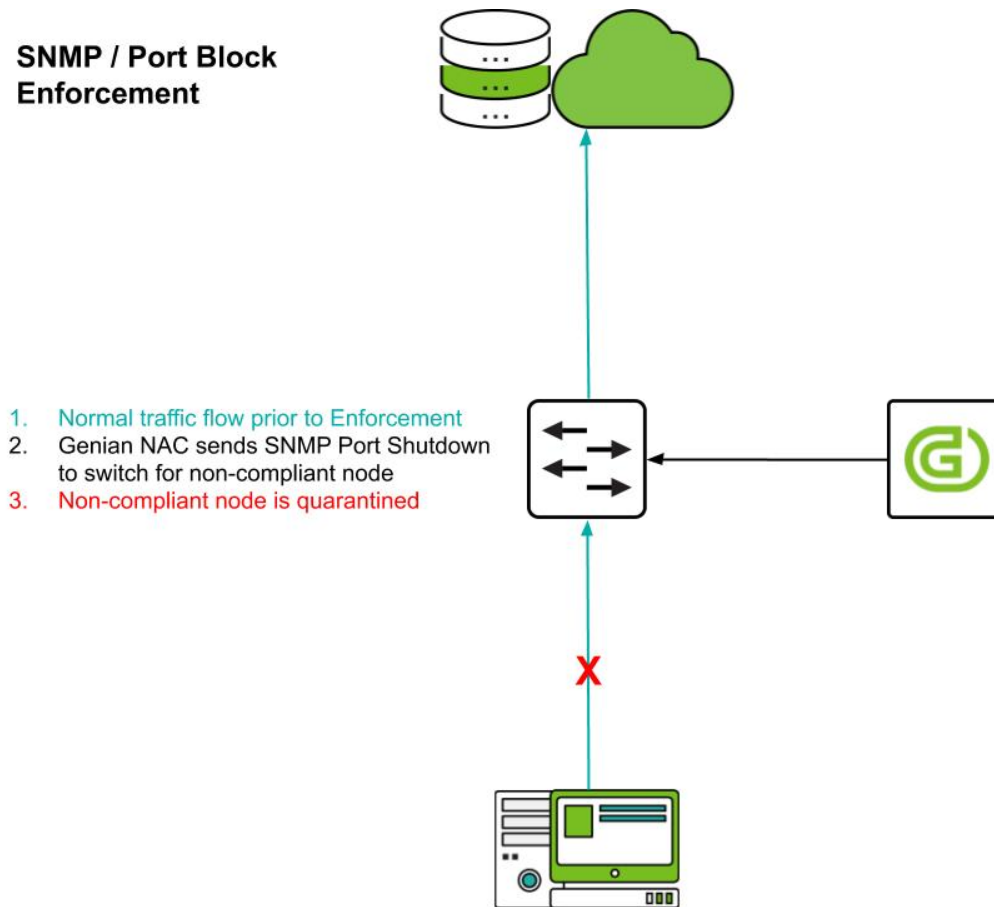 SNMP / Port Block
Enforcement
1. Normal traffic flow prior to Enforcement
2. Genian NAC sends SNMP Port Shutdown
to switch for non-compliant node
3. Non-compliant node is quarantined
X
G